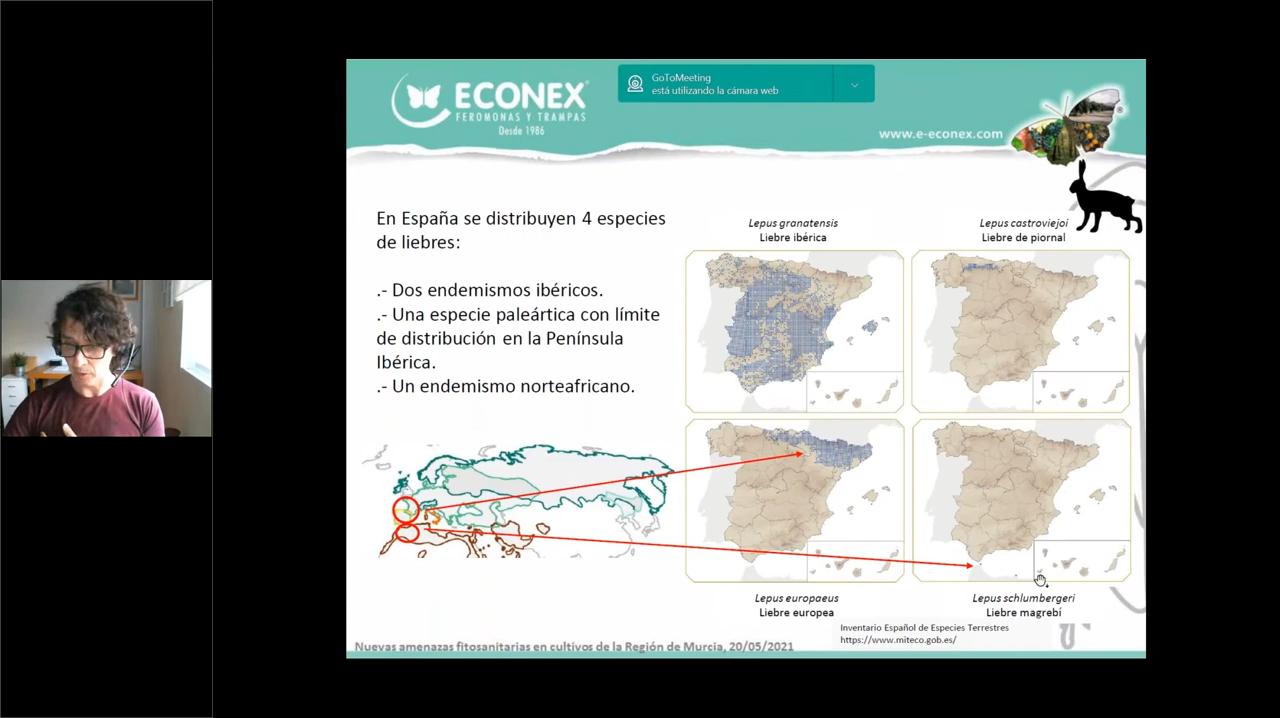 ECONEX
FEROMONAS Y TRAMPAS
Desde 1986
GoToMeeting
está utilizando la cámara web
www.e-econex.com
®
En España se distribuyen 4 especies
de liebres:
.- Dos endemismos ibéricos.
.- Una especie paleártica con límite
de distribución en la Península
Ibérica.
.- Un endemismo norteafricano.
Lepus granatensis
Liebre ibérica
Lepus castroviejoi
Liebre de piornal
Lepus europaeus
Liebre europea
Lepus schlumbergeri
Liebre magrebí
Inventario Español de Especies Terrestres
https://www.miteco.gob.es/
Nuevas amenazas fitosanitarias en cultivos de la Región de Murcia, 20/05/2021